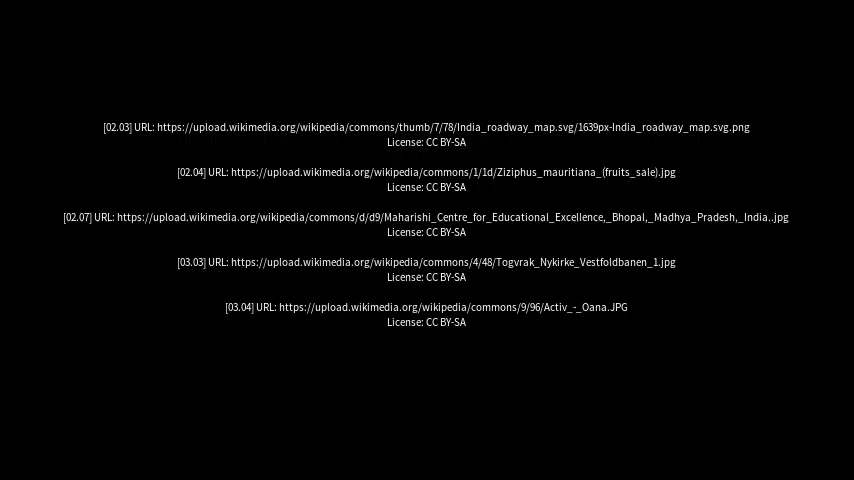 [02.03] URL: https://upload.wikimedia.org/wikipedia/commons/thumb/7/78/India_roadway_map.svg/1639px-India_roadway_map.svg.png
License: CC BY-SA
[02.04] URL: https://upload.wikimedia.org/wikipedia/commons/1/1d/Ziziphus_mauritiana_(fruits_sale).jpg
License: CC BY-SA
[02.07] URL: https://upload.wikimedia.org/wikipedia/commons/d/d9/Maharishi_Centre_for_Educational_Excellence,_Bhopal,_Madhya_Pradesh,_India..jpg
License: CC BY-SA
[03.03] URL: https://upload.wikimedia.org/wikipedia/commons/4/48/Togvrak_Nykirke_Vestfoldbanen_1.jpg
License: CC BY-SA
[03.04] URL: https://upload.wikimedia.org/wikipedia/commons/9/96/Activ_-_Oana.JPG
License: CC BY-SA